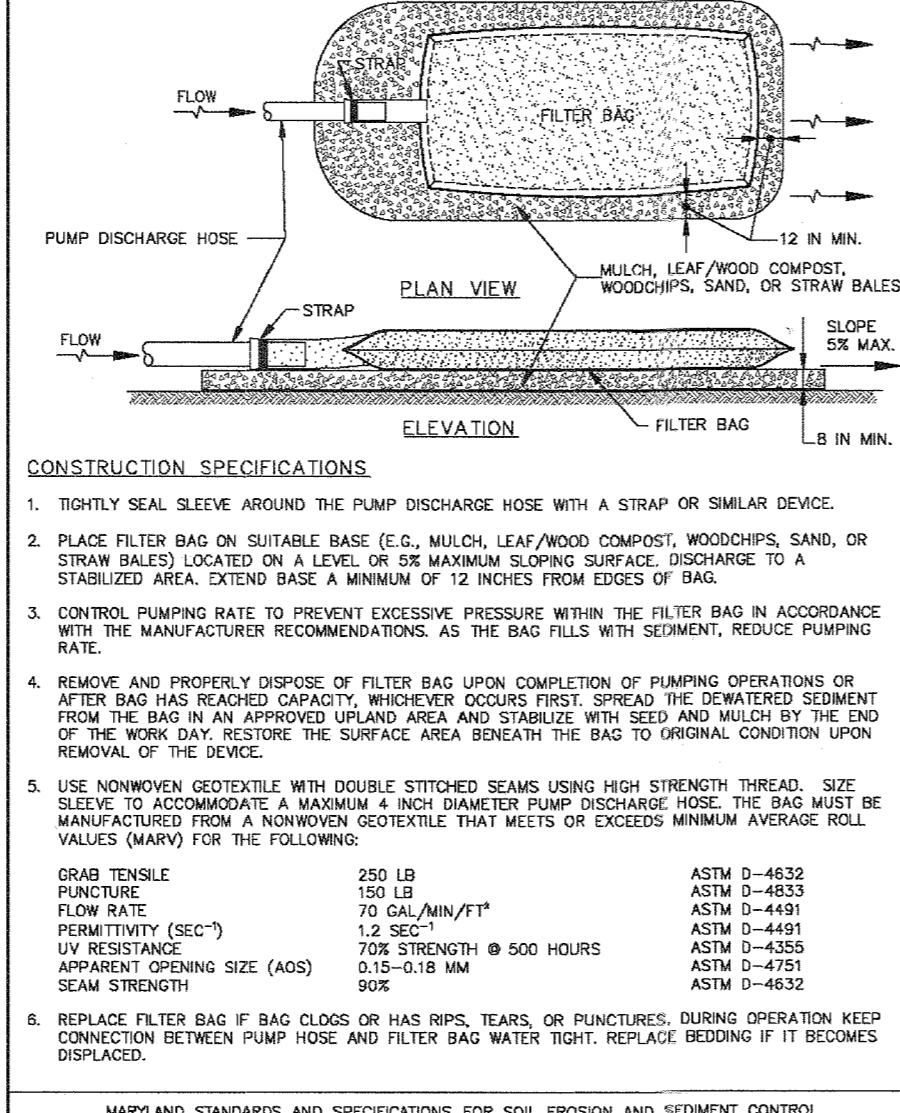 STRAP
FLOW
FILTER BAG
PUMP DISCHARGE HOSE
12 IN MIN.
PLAN VIEW
MULCH, LEAF/WOOD COMPOST,
WOODCHIPS, SAND, OR STRAW BALES
STRAP
FLOW
SLOPE
5% MAX.
ELEVATION
FILTER BAG
8 IN MIN.
CONSTRUCTION SPECIFICATIONS
1. TIGHTLY SEAL SLEEVE AROUND THE PUMP DISCHARGE HOSE WITH A STRAP OR SIMILAR DEVICE.
2. PLACE FILTER BAG ON SUITABLE BASE (E.G., MULCH, LEAF/WOOD COMPOST, WOODCHIPS, SAND, OR
STRAW BALES) LOCATED ON A LEVEL OR 5% MAXIMUM SLOPING SURFACE. DISCHARGE TO A
STABILIZED AREA. EXTEND BASE A MINIMUM OF 12 INCHES FROM EDGES OF BAG.
3. CONTROL PUMPING RATE TO PREVENT EXCESSIVE PRESSURE WITHIN THE FILTER BAG IN ACCORDANCE
WITH THE MANUFACTURER RECOMMENDATIONS. AS THE BAG FILLS WITH SEDIMENT, REDUCE PUMPING
RATE.
4. REMOVE AND PROPERLY DISPOSE OF FILTER BAG UPON COMPLETION OF PUMPING OPERATIONS OR
AFTER BAG HAS REACHED CAPACITY, WHICHEVER OCCURS FIRST. SPREAD THE DEWATERED SEDIMENT
FROM THE BAG IN AN APPROVED UPLAND AREA AND STABILIZE WITH SEED AND MULCH BY THE END
OF THE WORK DAY. RESTORE THE SURFACE AREA BENEATH THE BAG TO ORIGINAL CONDITION UPON
REMOVAL OF THE DEVICE.
5. USE NONWOVEN GEOTEXTILE WITH DOUBLE STITCHED SEAMS USING HIGH STRENGTH THREAD. SIZE
SLEEVE TO ACCOMMODATE A MAXIMUM 4 INCH DIAMETER PUMP DISCHARGE HOSE. THE BAG MUST BE
MANUFACTURED FROM A NONWOVEN GEOTEXTILE THAT MEETS OR EXCEEDS MINIMUM AVERAGE ROLL
VALUES (MARV) FOR THE FOLLOWING:
GRAB TENSILE 250 LB ASTM D-4632
PUNCTURE 150 LB ASTM D-4833
FLOW RATE 70 GAL/MIN/FT² ASTM D-4491
PERMITTIVITY (SEC⁻¹) 1.2 SEC⁻¹ ASTM D-4491
UV RESISTANCE 70% STRENGTH @ 500 HOURS ASTM D-4355
APPARENT OPENING SIZE (AOS) 0.15-0.18 MM ASTM D-4751
SEAM STRENGTH 90% ASTM D-4632
6. REPLACE FILTER BAG IF BAG CLOGS OR HAS RIPS, TEARS, OR PUNCTURES. DURING OPERATION KEEP
CONNECTION BETWEEN PUMP HOSE AND FILTER BAG WATER TIGHT. REPLACE BEDDING IF IT BECOMES
DISPLACED.
MARYLAND STANDARDS AND SPECIFICATIONS FOR SOIL EROSION AND SEDIMENT CONTROL